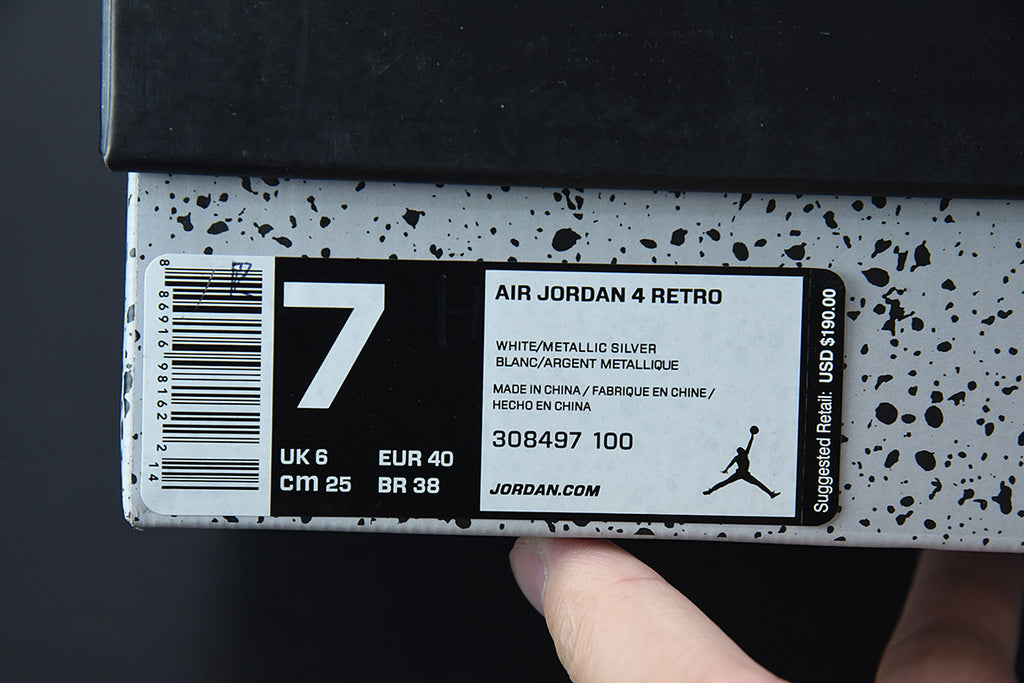 8 86916 98162 2 14
7
UK 6 EUR 40
cm 25 BR 38
AIR JORDAN 4 RETRO
WHITE/METALLIC SILVER
BLANC/ARGENT METALLIQUE
MADE IN CHINA / FABRIQUE EN CHINE /
HECHO EN CHINA
308497 100
JORDAN.COM
Suggested Retail: USD $190.00